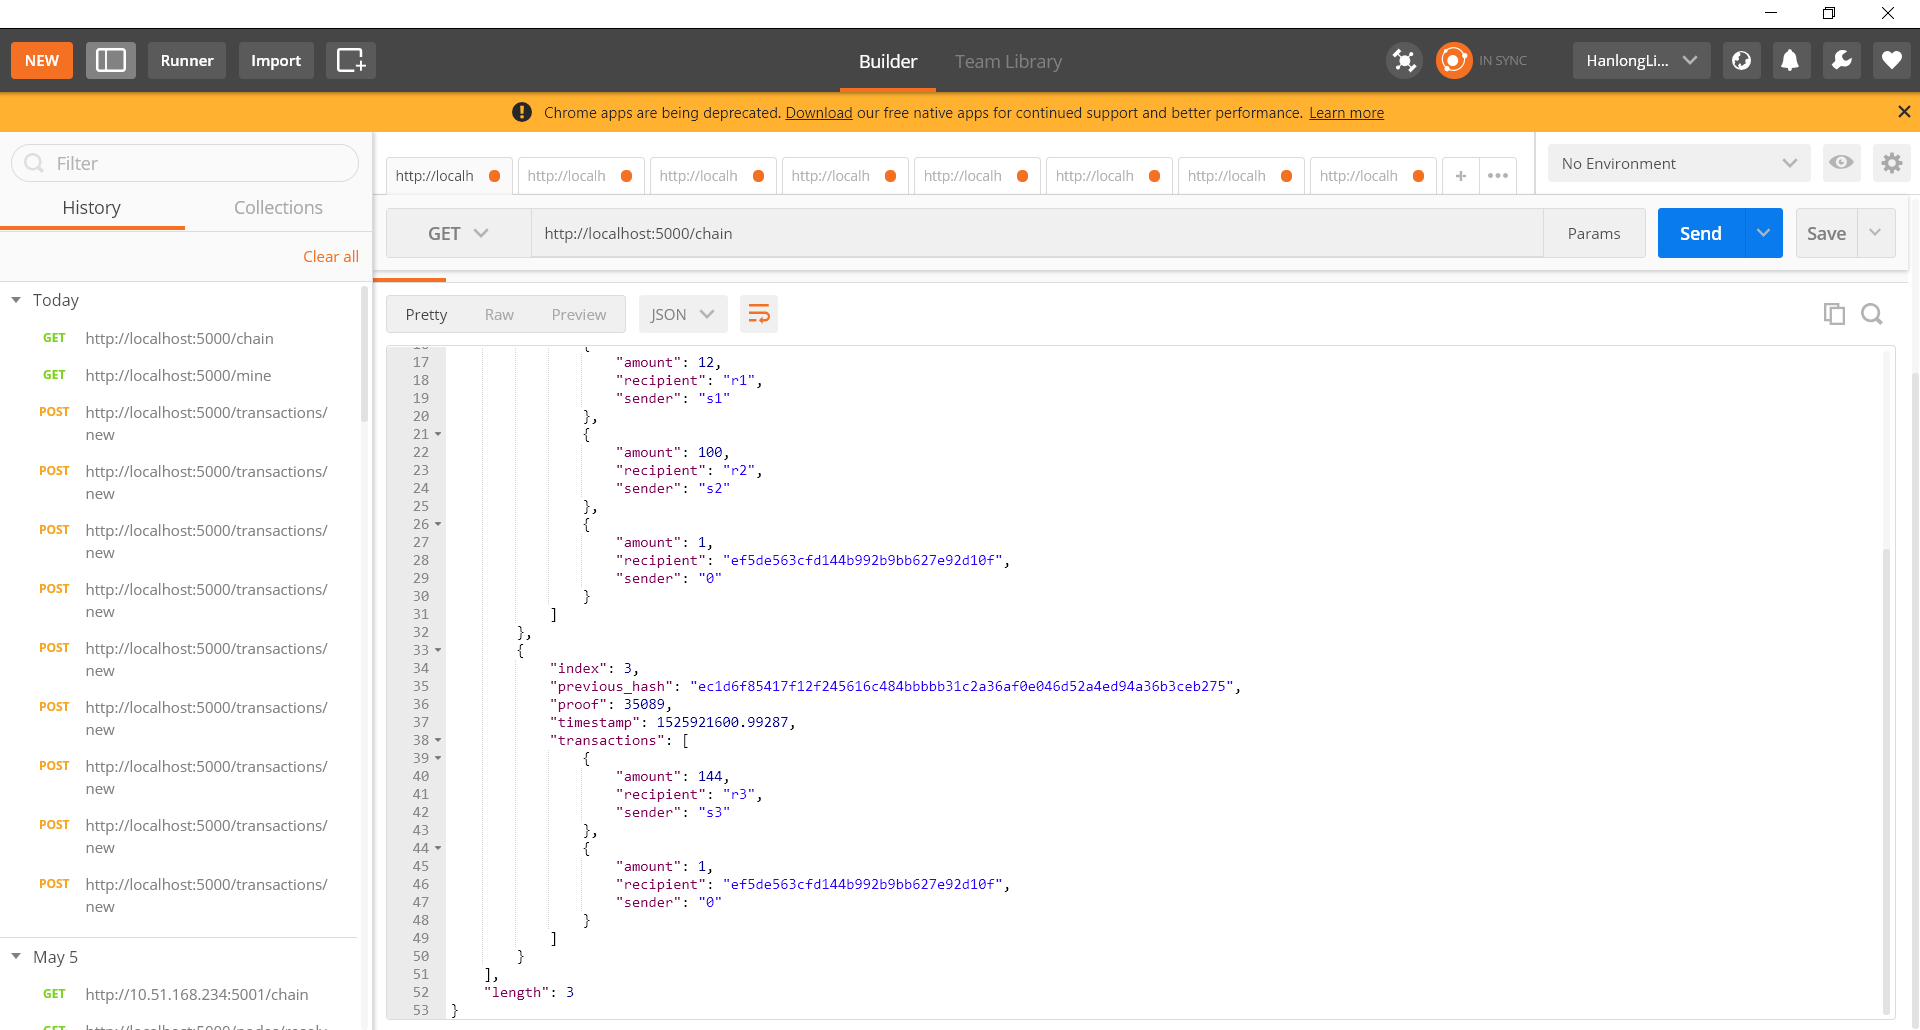 NEW
Runner
Import
Builder
Team Library
IN SYNC
HanlongLi...
Chrome apps are being deprecated. Download our free native apps for continued support and better performance. Learn more
Filter
History
Collections
Clear all
Today
GET http://localhost:5000/chain
GET http://localhost:5000/mine
POST http://localhost:5000/transactions/
new
POST http://localhost:5000/transactions/
new
POST http://localhost:5000/transactions/
new
POST http://localhost:5000/transactions/
new
POST http://localhost:5000/transactions/
new
POST http://localhost:5000/transactions/
new
POST http://localhost:5000/transactions/
new
POST http://localhost:5000/transactions/
new
POST http://localhost:5000/transactions/
new
May 5
GET http://10.51.168.234:5001/chain
http://localh
http://localh
http://localh
http://localh
http://localh
http://localh
http://localh
http://localh
No Environment
GET
http://localhost:5000/chain
Params
Send
Save
Pretty
Raw
Preview
JSON
17 "amount": 12,
18 "recipient": "r1",
19 "sender": "s1"
20 },
21 {
22 "amount": 100,
23 "recipient": "r2",
24 "sender": "s2"
25 },
26 {
27 "amount": 1,
28 "recipient": "ef5de563cfd144b992b9bb627e92d10f",
29 "sender": "0"
30 }
31 ]
32 },
33 {
34 "index": 3,
35 "previous_hash": "ec1d6f85417f12f245616c484bbbbb31c2a36af0e046d52a4ed94a36b3ceb275",
36 "proof": 35089,
37 "timestamp": 1525921600.99287,
38 "transactions": [
39 {
40 "amount": 144,
41 "recipient": "r3",
42 "sender": "s3"
43 },
44 {
45 "amount": 1,
46 "recipient": "ef5de563cfd144b992b9bb627e92d10f",
47 "sender": "0"
48 }
49 ]
50 }
51 ],
52 "length": 3
53 }